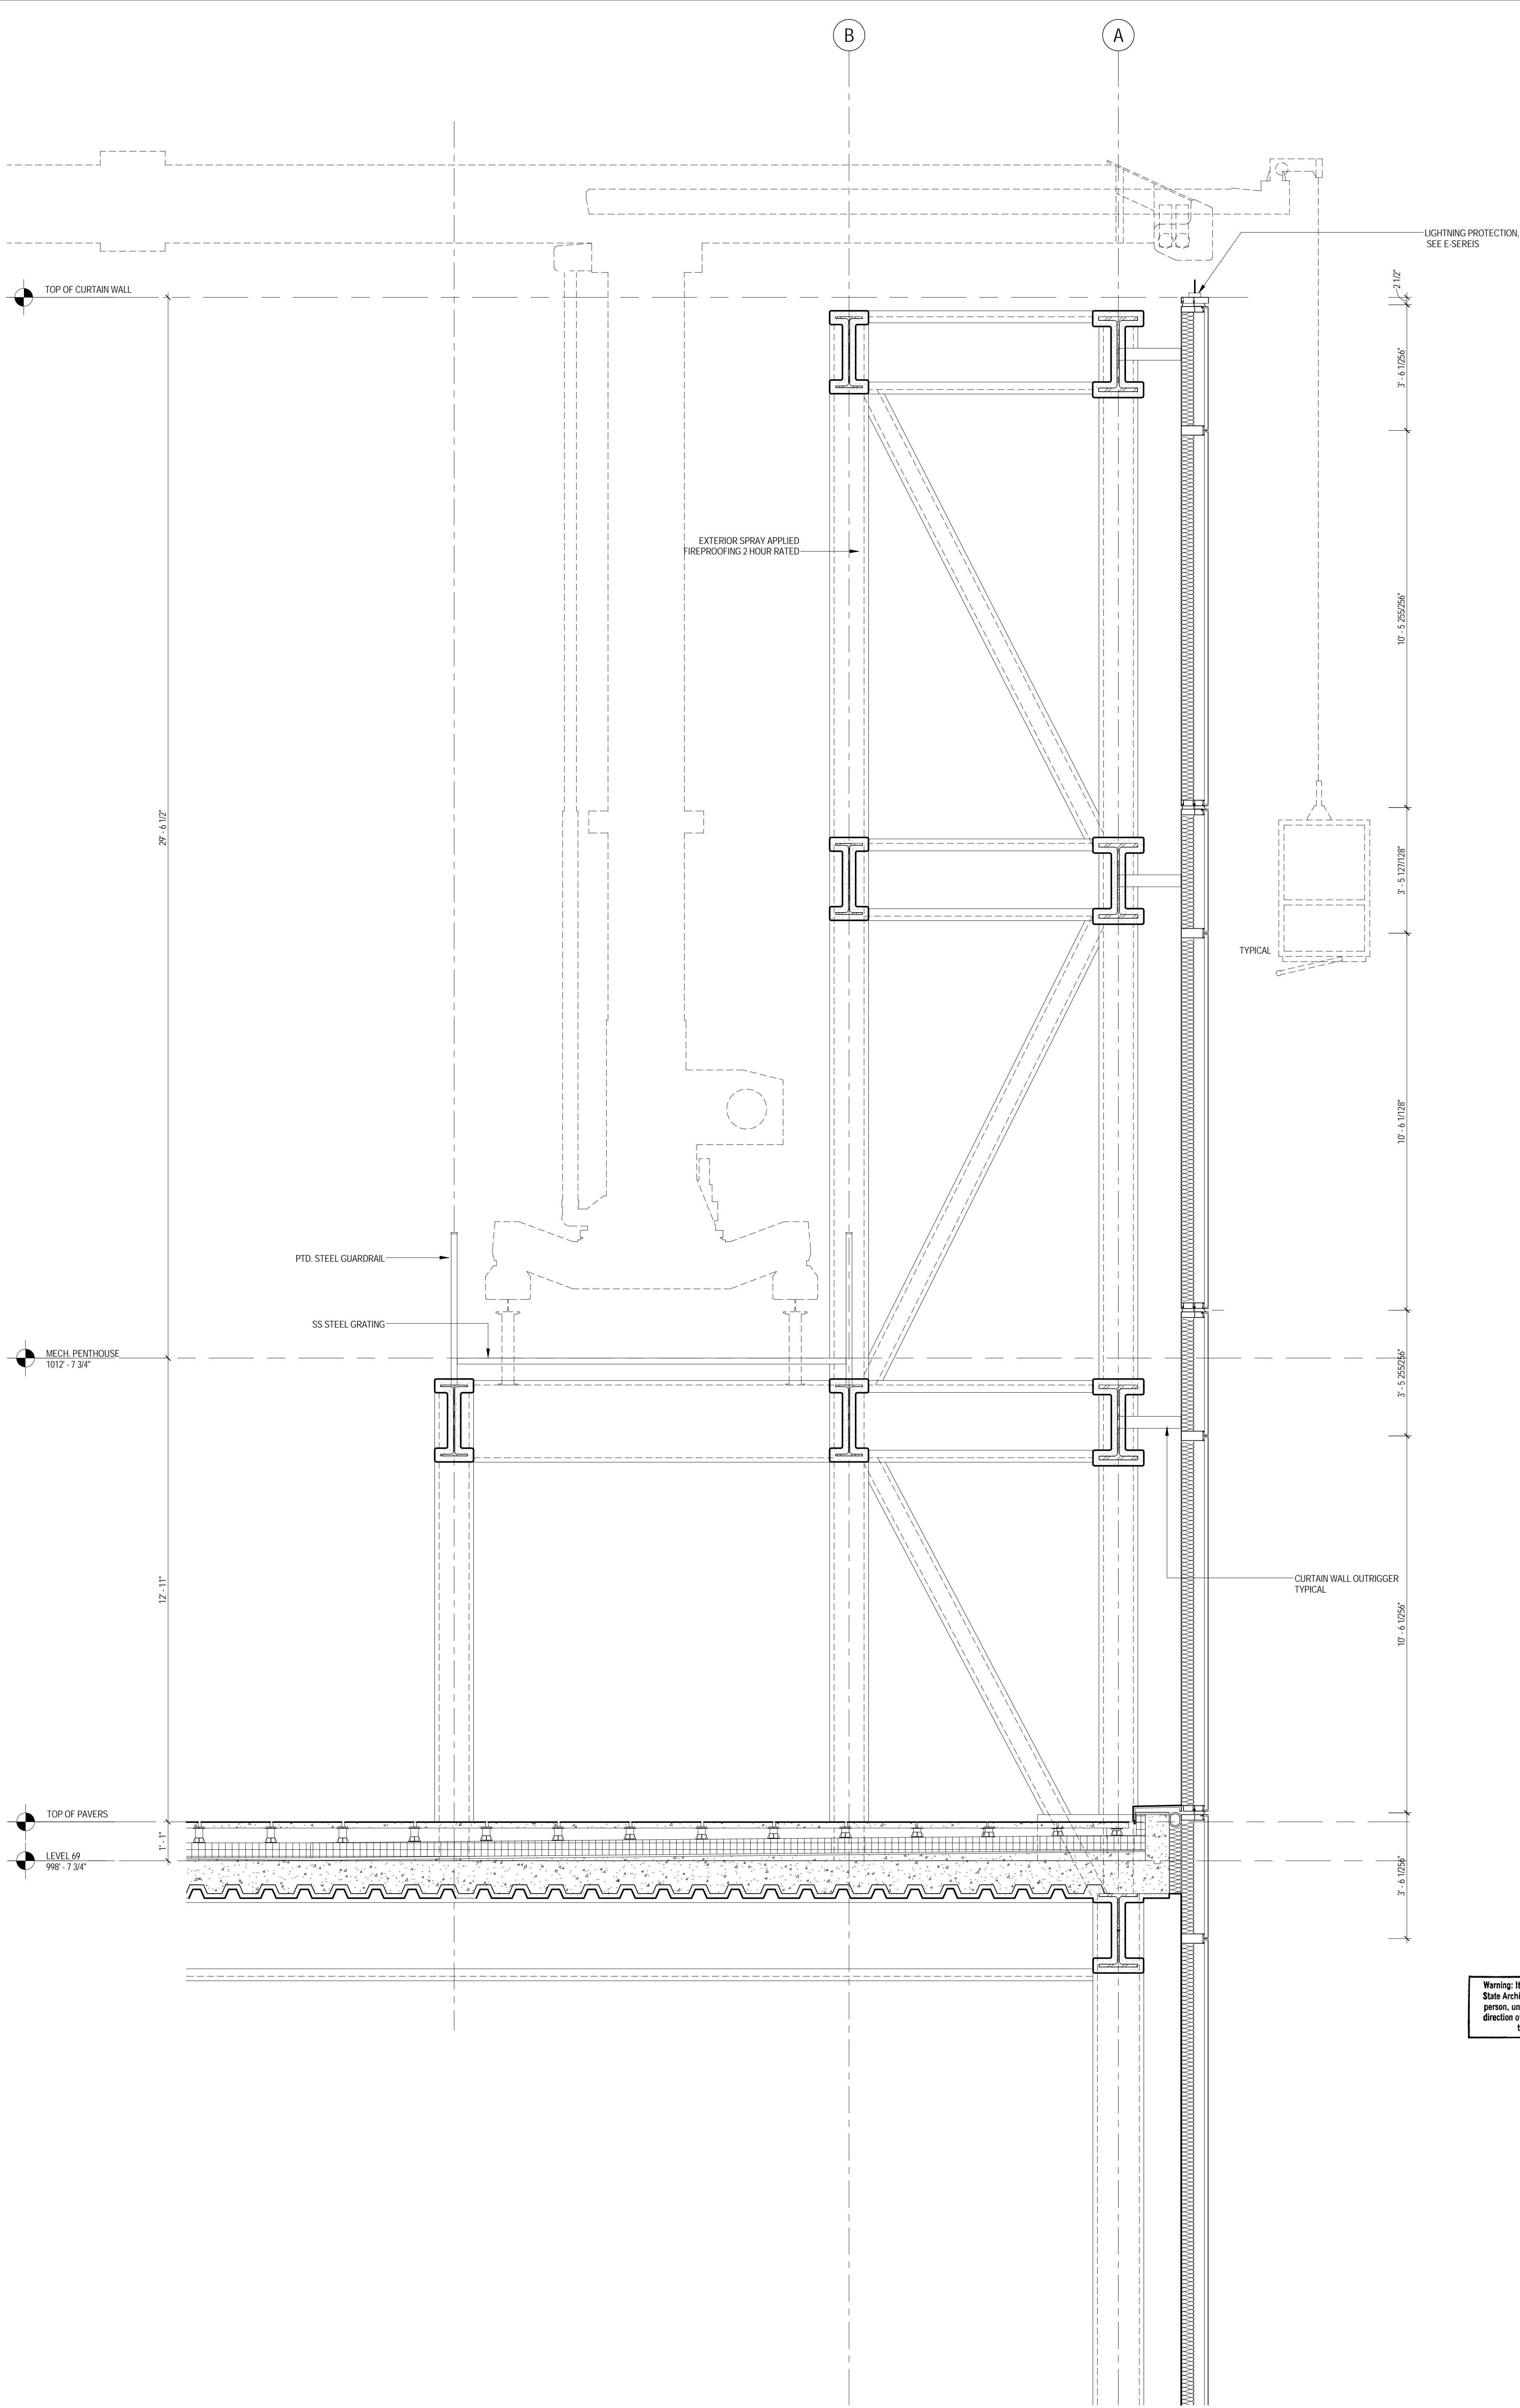 B
A
LIGHTNING PROTECTION,
SEE E-SEREIS
TOP OF CURTAIN WALL
2 1/2"
3' - 6 1/256"
EXTERIOR SPRAY APPLIED
FIREPROOFING 2 HOUR RATED
10' - 5 255/256"
29' - 6 1/2"
3' - 5 127/128"
TYPICAL
10' - 6 1/128"
PTD. STEEL GUARDRAIL
SS STEEL GRATING
MECH. PENTHOUSE
1012' - 7 3/4"
3' - 5 255/256"
12' - 11"
CURTAIN WALL OUTRIGGER
TYPICAL
10' - 6 1/256"
TOP OF PAVERS
1' - 1"
LEVEL 69
998' - 7 3/4"
3' - 6 1/256"
Warning: It
State Archi
person, un
direction o
t